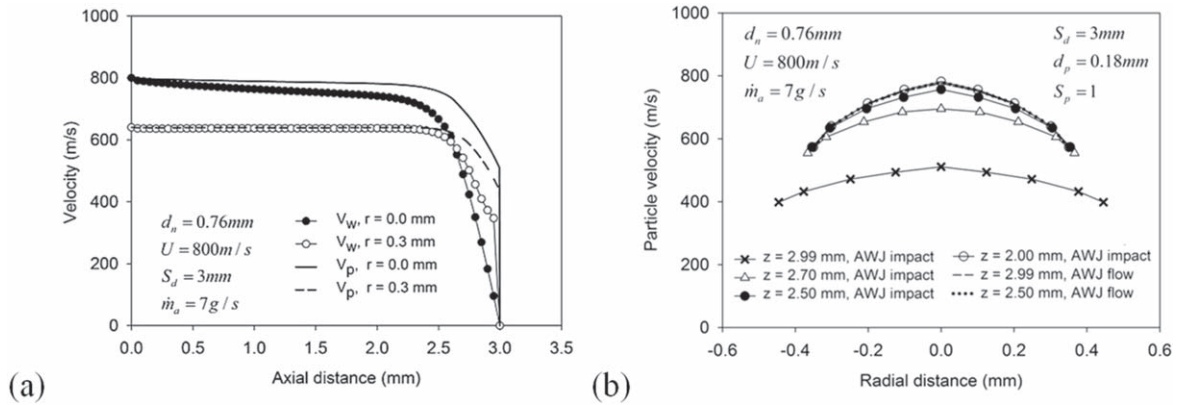 1000
800
600
400
200
0
Velocity (m/s)
d_n = 0.76mm
U = 800m/s
S_d = 3mm
ṁ_a = 7g/s
V_w, r = 0.0 mm
V_w, r = 0.3 mm
V_p, r = 0.0 mm
V_p, r = 0.3 mm
0.0 0.5 1.0 1.5 2.0 2.5 3.0 3.5
Axial distance (mm)
(a)
1000
800
600
400
200
0
Particle velocity (m/s)
d_n = 0.76mm
U = 800m/s
ṁ_a = 7g/s
S_d = 3mm
d_p = 0.18mm
S_p = 1
z = 2.99 mm, AWJ impact
z = 2.70 mm, AWJ impact
z = 2.50 mm, AWJ impact
z = 2.00 mm, AWJ impact
z = 2.99 mm, AWJ flow
z = 2.50 mm, AWJ flow
-0.6 -0.4 -0.2 0.0 0.2 0.4 0.6
Radial distance (mm)
(b)